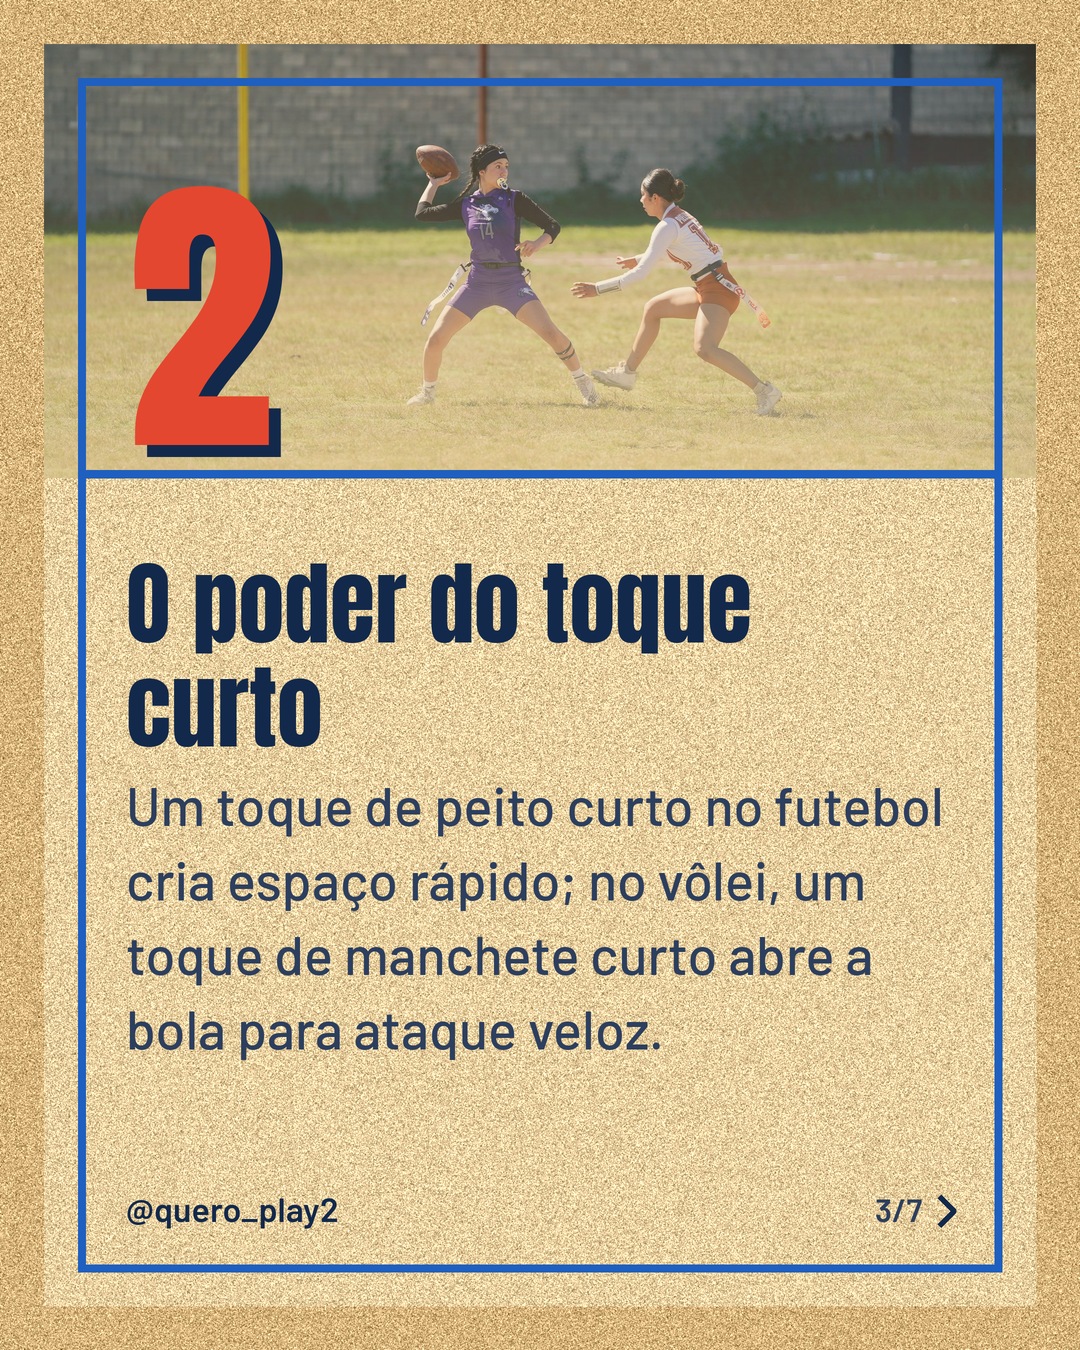 2
14
O poder do toque
curto
Um toque de peito curto no futebol
cria espaço rápido; no vôlei, um
toque de manchete curto abre a
bola para ataque veloz.
@quero_play2
3/7